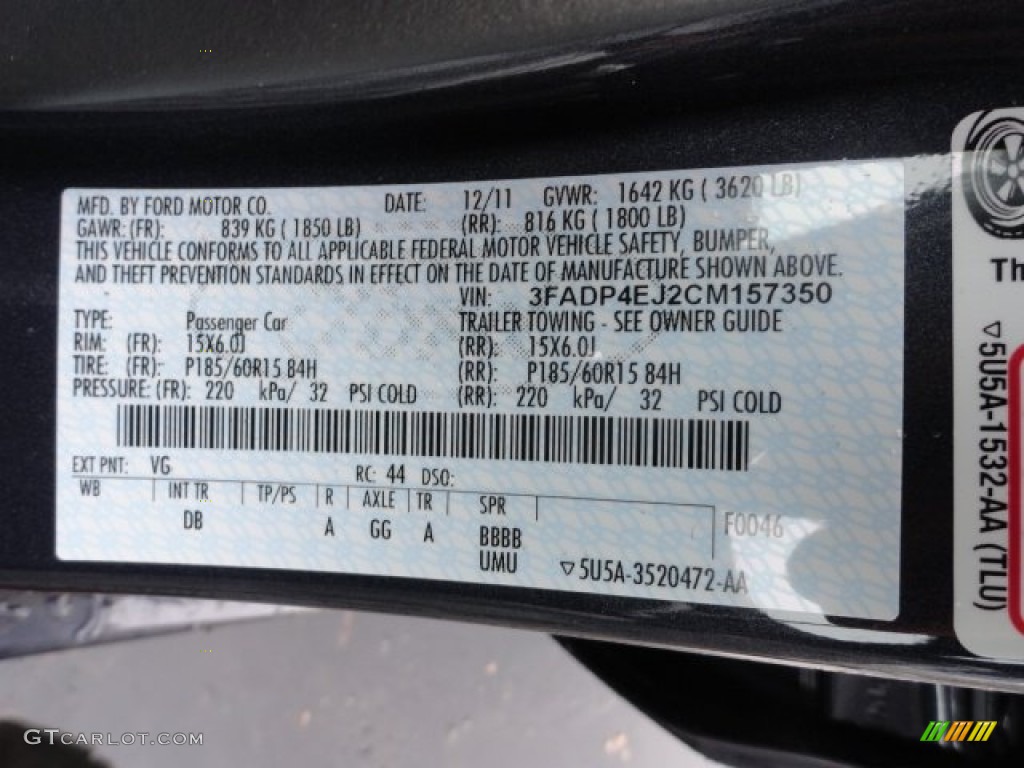 MFD. BY FORD MOTOR CO. DATE: 12/11 GVWR: 1642 KG ( 3620 LB)
GAWR: (FR): 839 KG ( 1850 LB) (RR): 816 KG ( 1800 LB)
THIS VEHICLE CONFORMS TO ALL APPLICABLE FEDERAL MOTOR VEHICLE SAFETY, BUMPER,
AND THEFT PREVENTION STANDARDS IN EFFECT ON THE DATE OF MANUFACTURE SHOWN ABOVE.
VIN: 3FADP4EJ2CM157350
TYPE: Passenger Car TRAILER TOWING - SEE OWNER GUIDE
RIM: (FR): 15X6.0J (RR): 15X6.0J
TIRE: (FR): P185/60R15 84H (RR): P185/60R15 84H
PRESSURE: (FR): 220 kPa/ 32 PSI COLD (RR): 220 kPa/ 32 PSI COLD
EXT PNT: VG RC: 44 DSO:
WB INT TR TP/PS R AXLE TR SPR
DB A GG A BBBB F0046
UMU ▽5U5A-3520472-AA
Th
▽5U5A-1532-AA (TLU)
GTCARLOT.COM